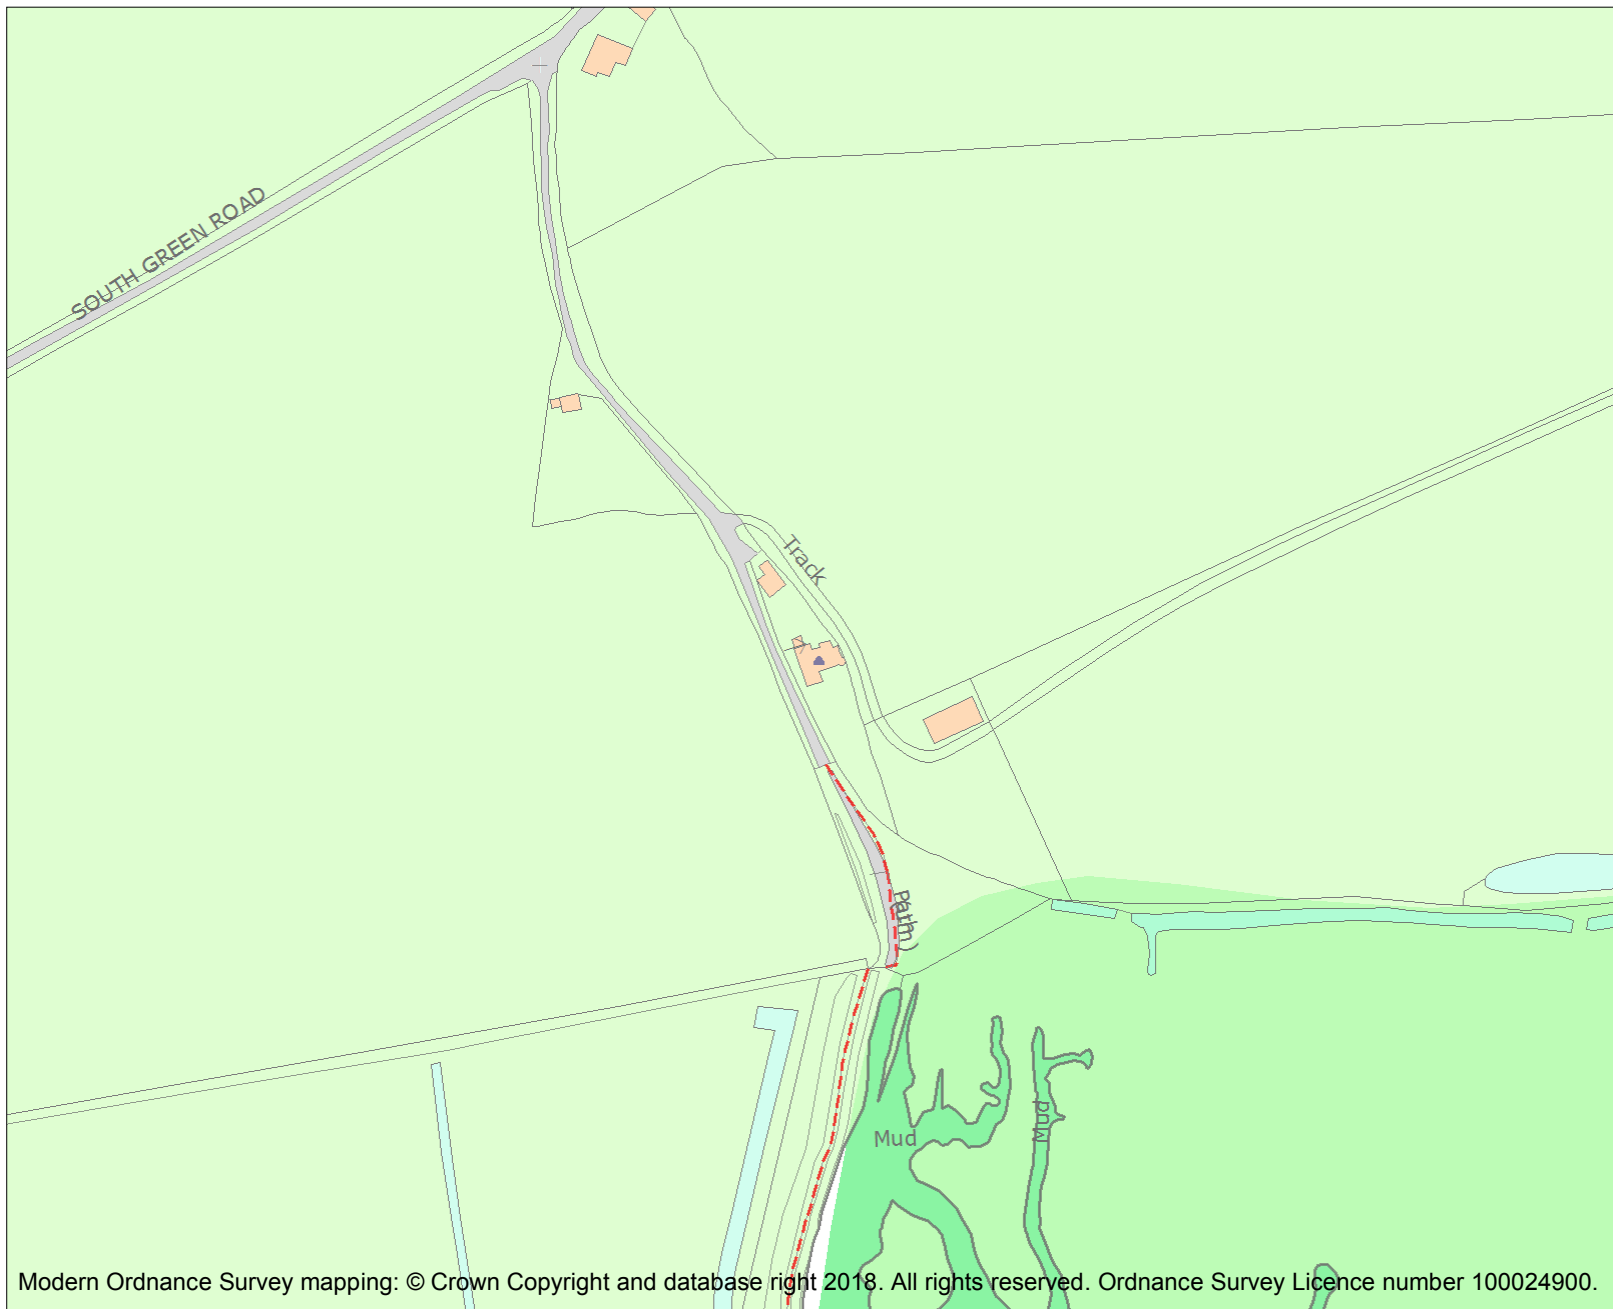 SOUTH GREEN ROAD
Track
Path
Mud
Mud
Modern Ordnance Survey mapping: © Crown Copyright and database right 2018. All rights reserved. Ordnance Survey Licence number 100024900.